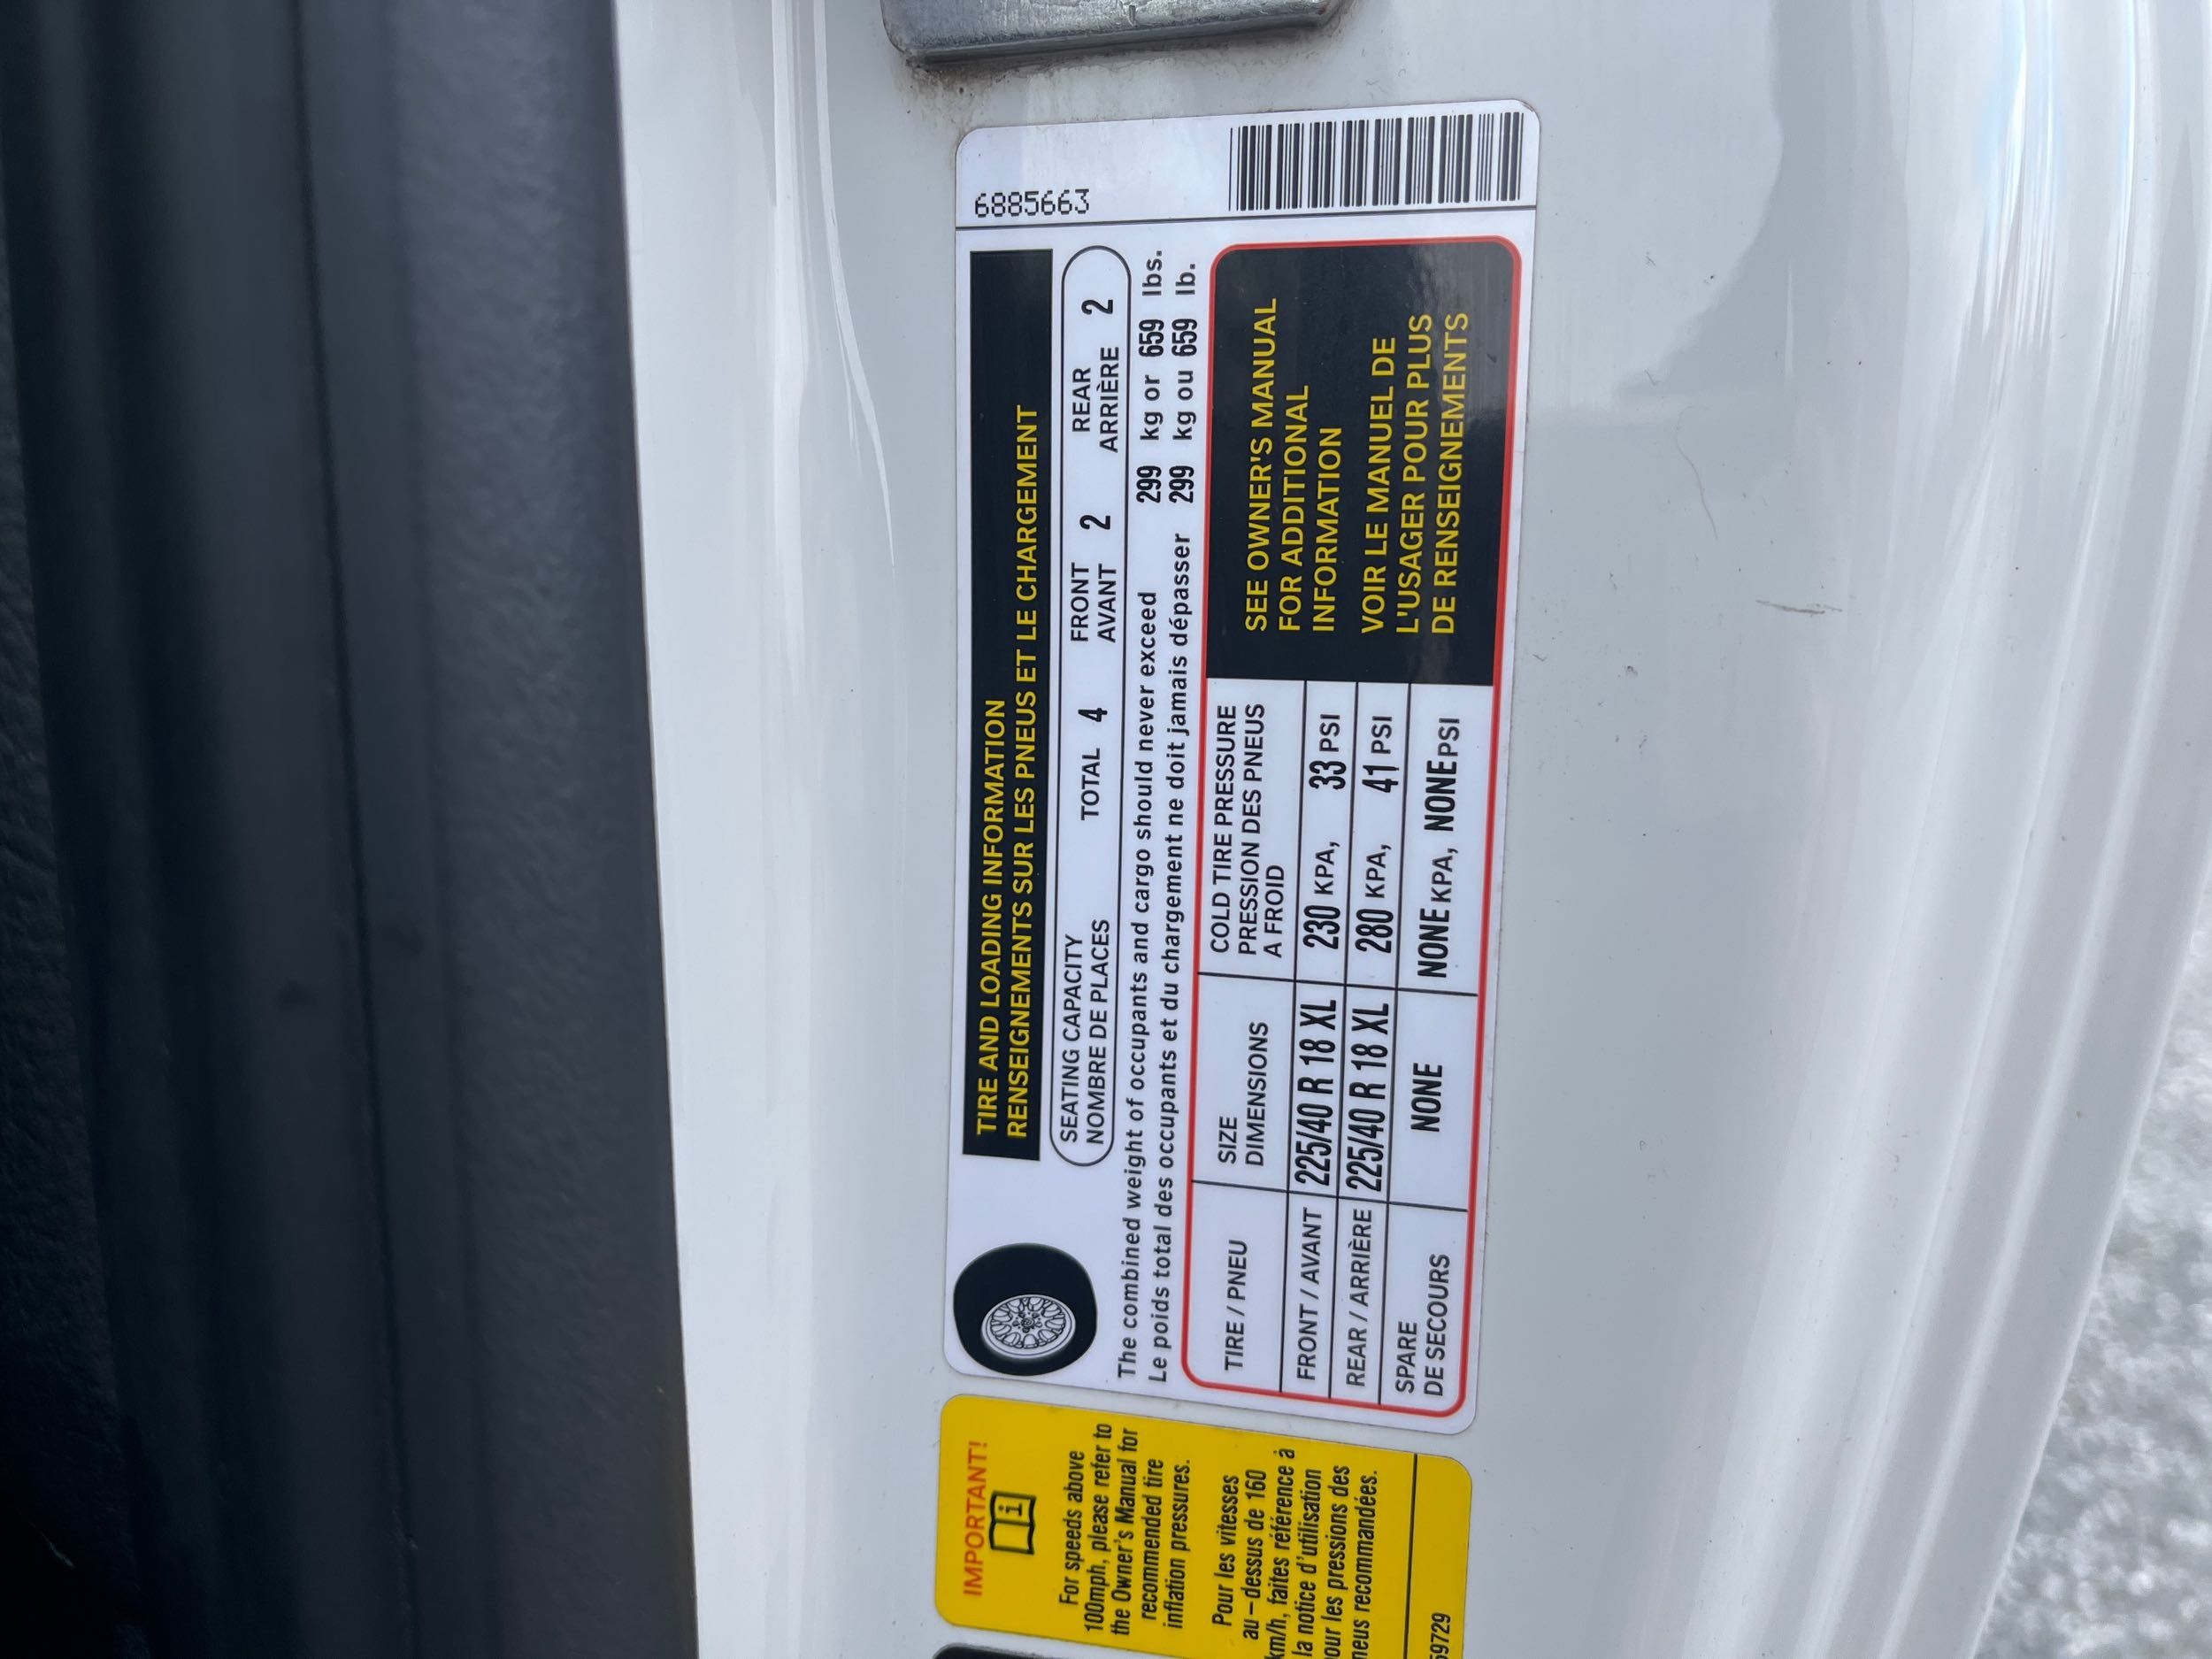 TIRE AND LOADING INFORMATION
RENSEIGNEMENTS SUR LES PNEUS ET LE CHARGEMENT
SEATING CAPACITY TOTAL 4 FRONT 2 REAR 2
NOMBRE DE PLACES AVANT ARRIÈRE
The combined weight of occupants and cargo should never exceed 299 kg or 659 lbs.
Le poids total des occupants et du chargement ne doit jamais dépasser 299 kg ou 659 lb.
TIRE / PNEU
SIZE
DIMENSIONS
COLD TIRE PRESSURE
PRESSION DES PNEUS
A FROID
FRONT / AVANT 225/40 R 18 XL 230 KPA, 33 PSI
REAR / ARRIÈRE 225/40 R 18 XL 280 KPA, 41 PSI
SPARE
DE SECOURS
NONE NONE KPA, NONE PSI
SEE OWNER'S MANUAL
FOR ADDITIONAL
INFORMATION
VOIR LE MANUEL DE
L'USAGER POUR PLUS
DE RENSEIGNEMENTS
6885663
IMPORTANT!
For speeds above
100mph, please refer to
the Owner's Manual for
recommended tire
inflation pressures.
Pour les vitesses
au-dessus de 160
km/h, faites référence à
la notice d'utilisation
pour les pressions des
pneus recommandées.
59729